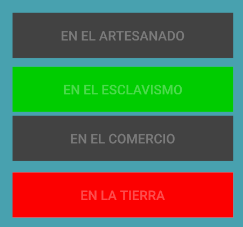 EN EL ARTESANADO
EN EL ESCLAVISMO
EN EL COMERCIO
EN LA TIERRA